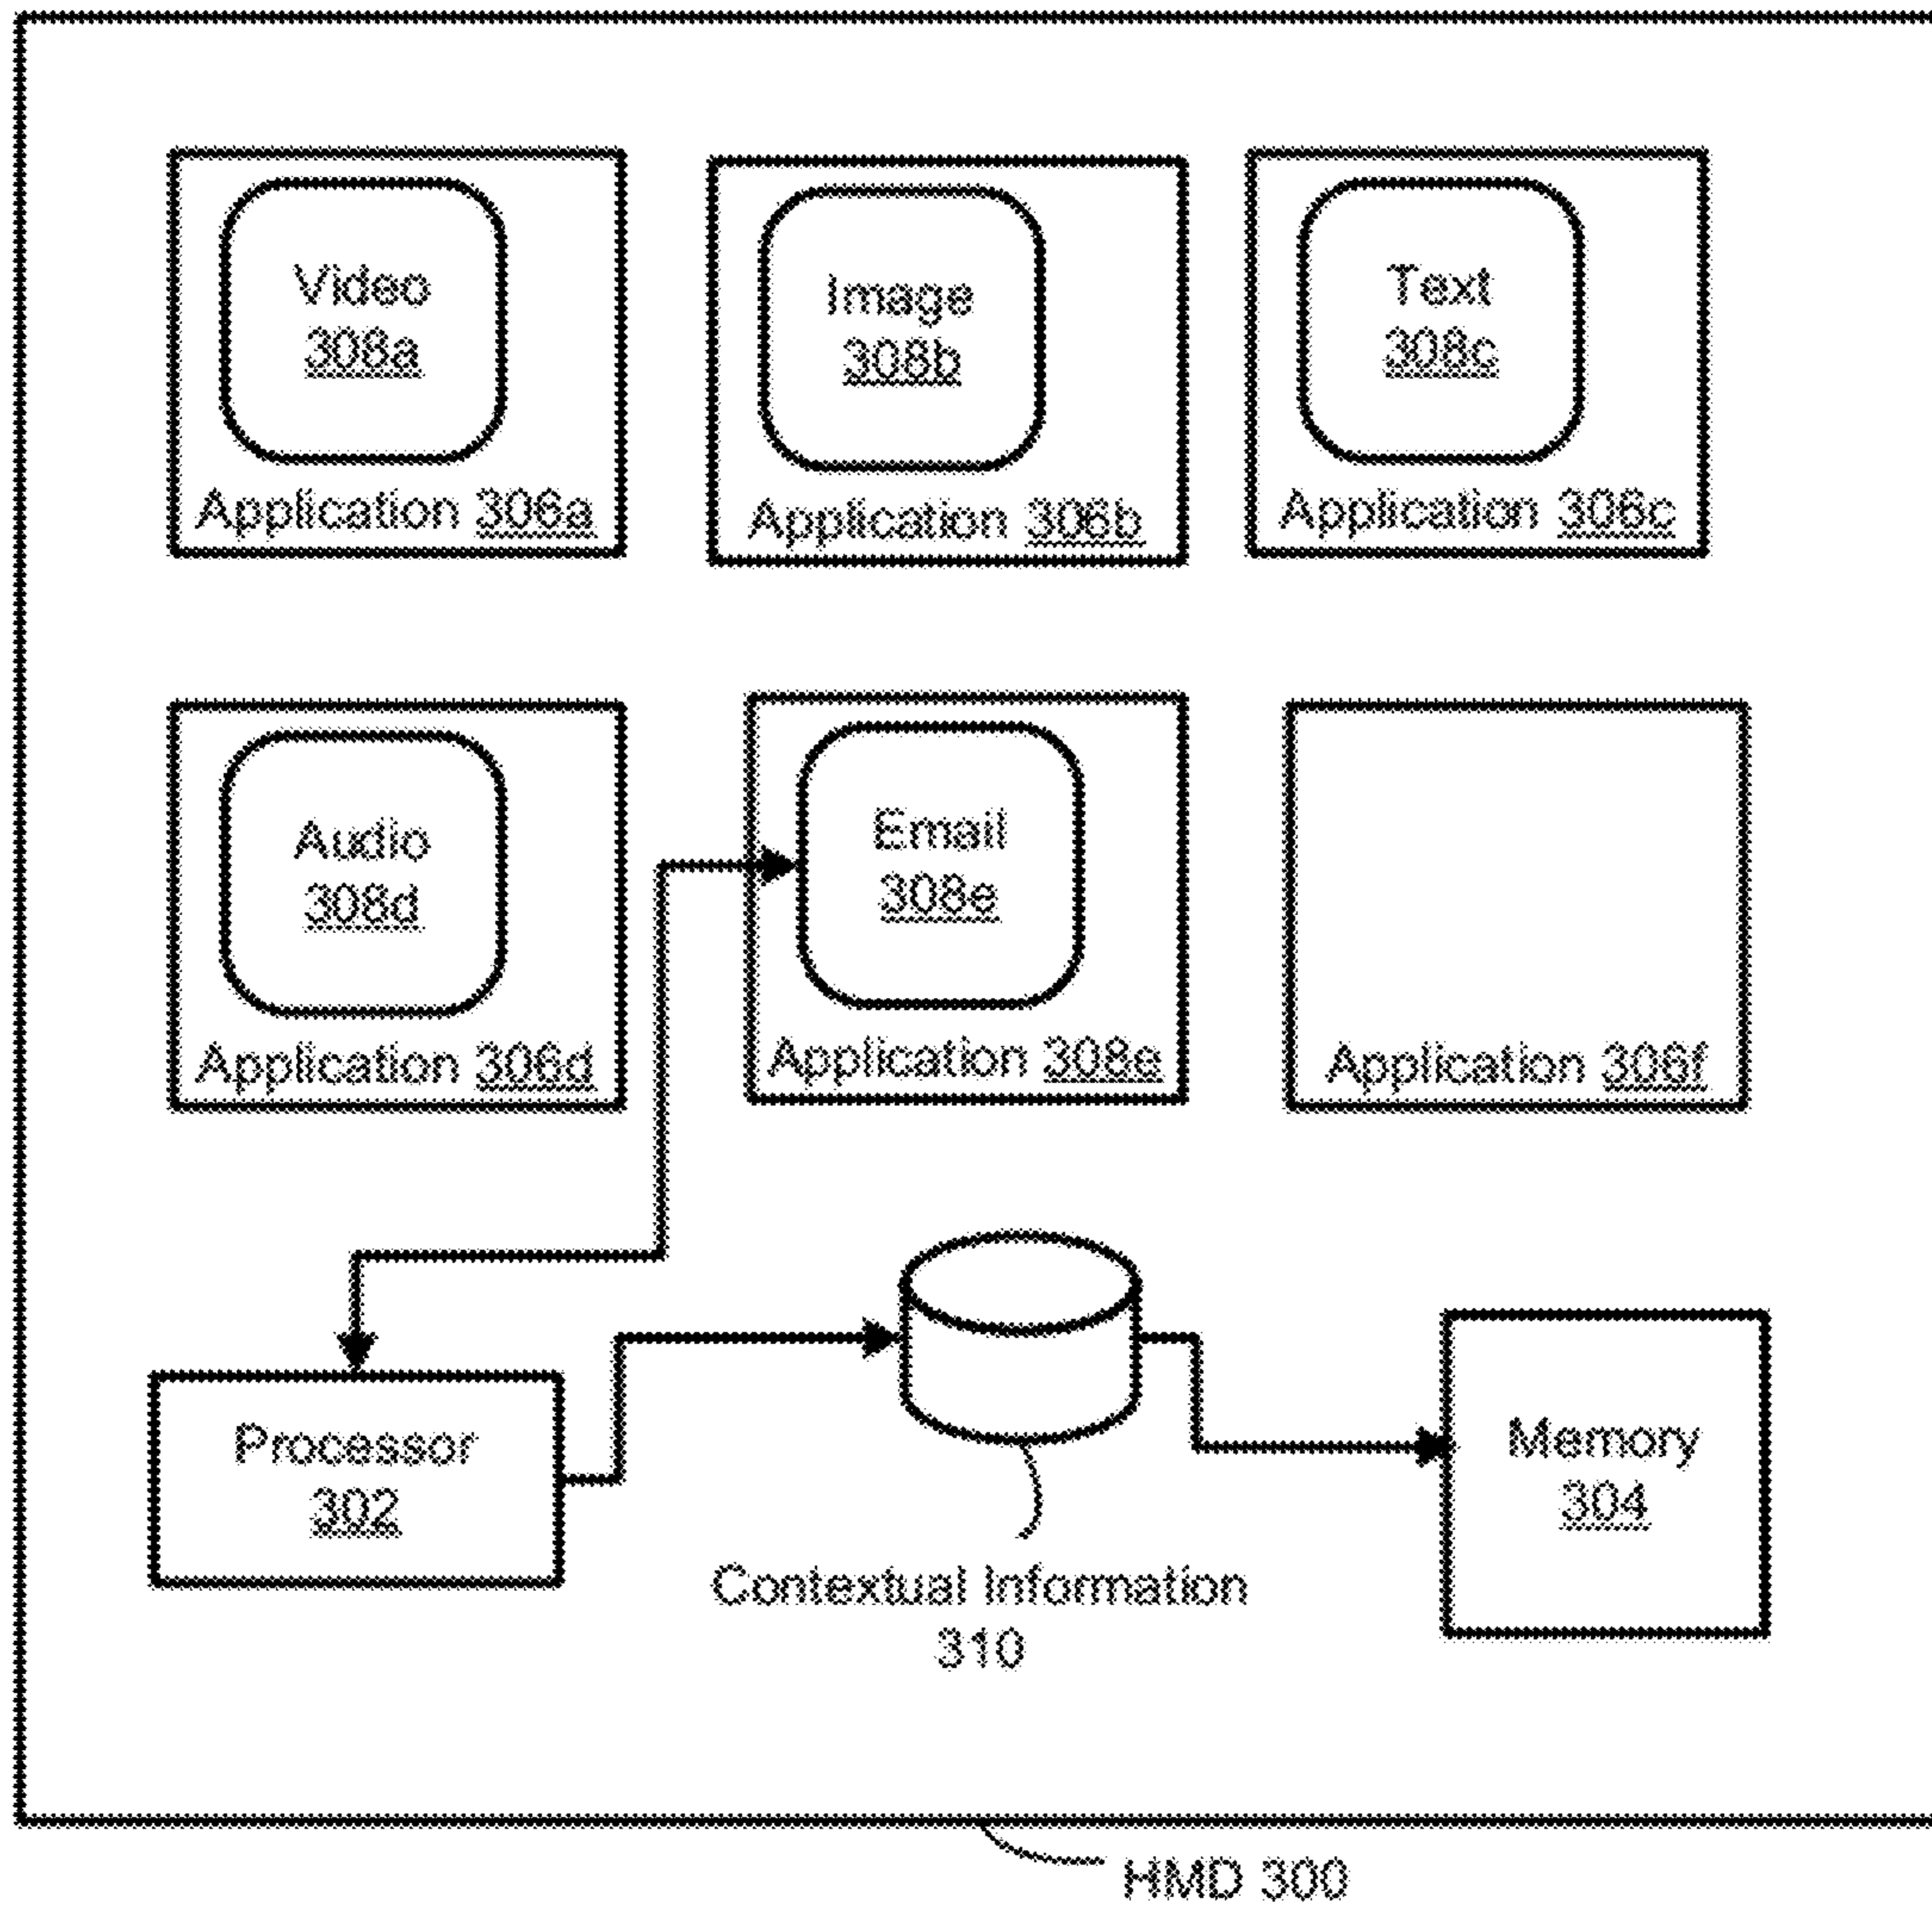 Video
308a
Application 306a
Image
308b
Application 306b
Text
308c
Application 306c
Audio
308d
Application 306d
Email
308e
Application 308e
Application 306f
Processor
302
Contextual Information
310
Memory
304
HMD 300